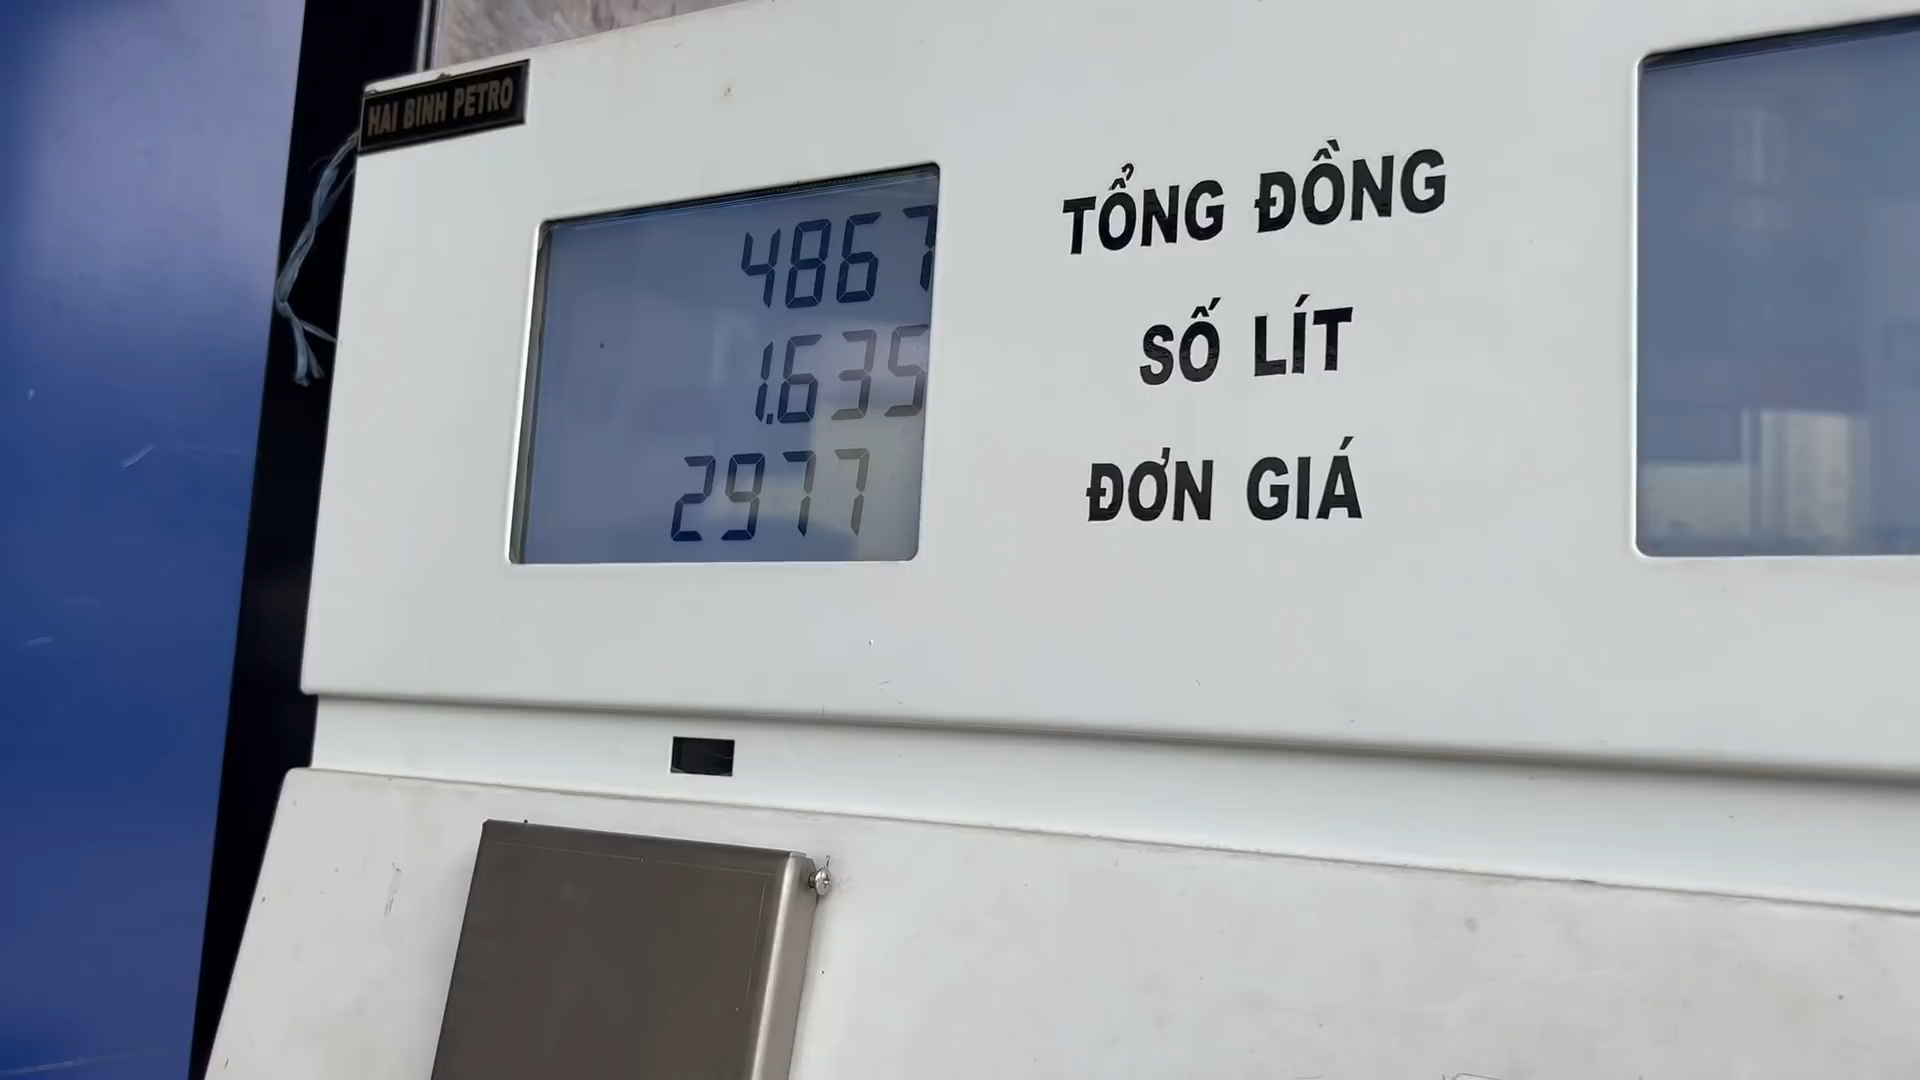 HAI BINH PETRO
4867
TỔNG ĐỒNG
1.635
SỐ LÍT
2977
ĐƠN GIÁ